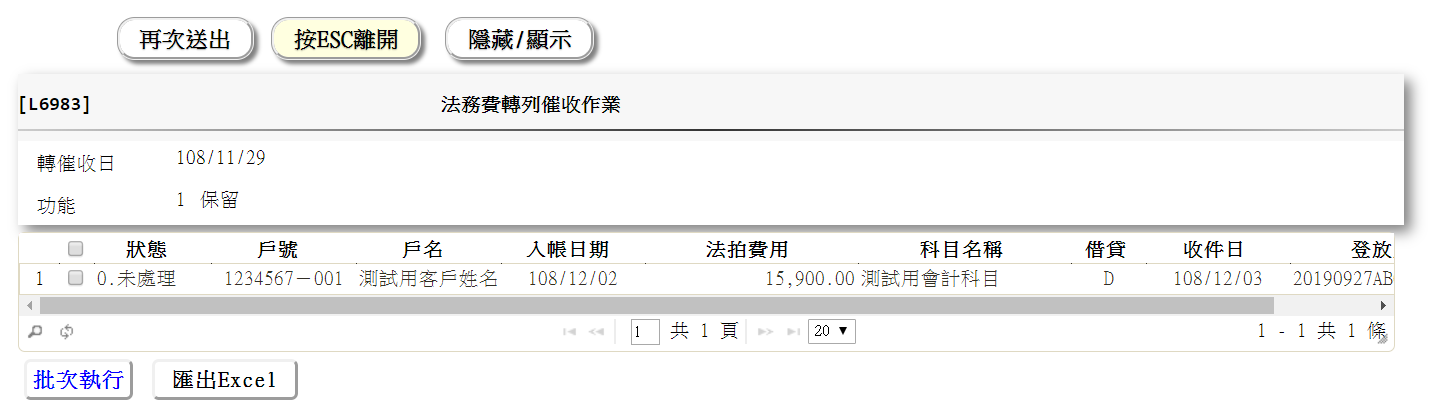 再次送出 按ESC離開 隱藏/顯示
[L6983] 法務費轉列催收作業
轉催收日 108/11/29
功能 1 保留
狀態 戶號 戶名 入帳日期 法拍費用 科目名稱 借貸 收件日 登放
1 0.未處理 1234567－001 測試用客戶姓名 108/12/02 15,900.00 測試用會計科目 D 108/12/03 20190927AB
1 共 1 頁 20 1 - 1 共 1 條
批次執行 匯出Excel